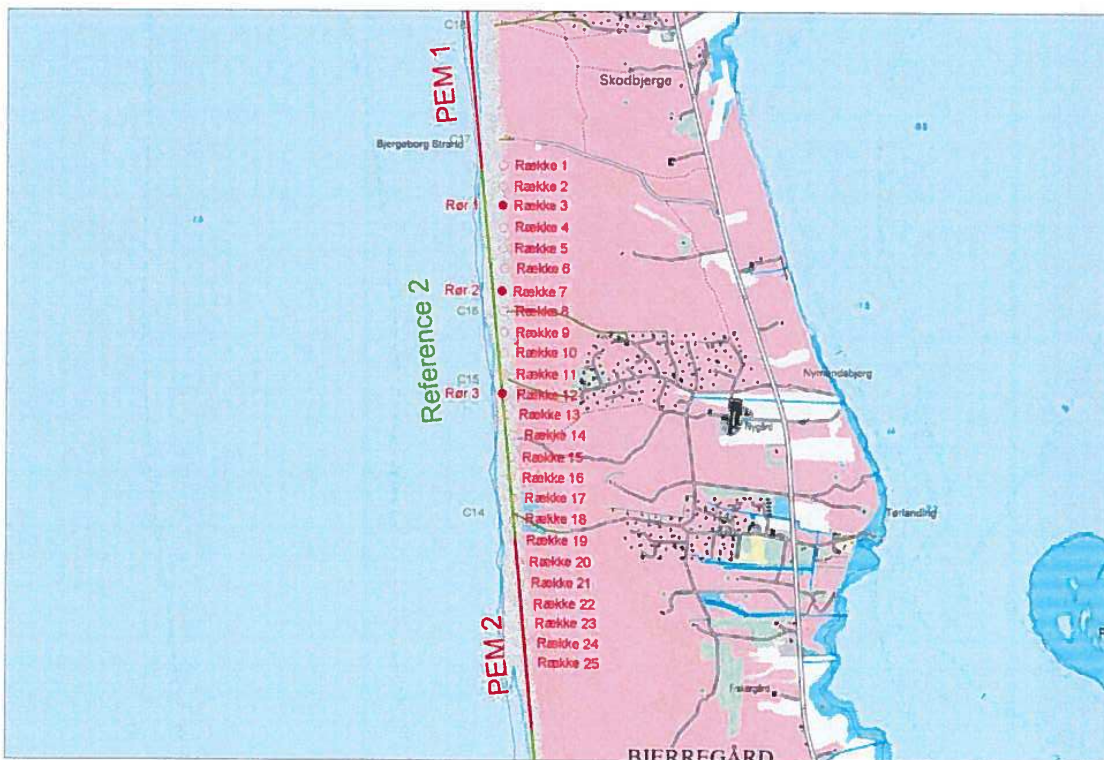 C18
PEM 1
Skodbjerge
C17
Bjergeborg Strand
Række 1
Række 2
Rør 1
Række 3
Række 4
Række 5
Række 6
Rør 2
Række 7
C16
Række 8
Reference 2
Række 9
Række 10
Række 11
C15
Nymandsbjerg
Rør 3
Række 12
Række 13
Nygård
Række 14
Række 15
Række 16
Række 17
C14
Række 18
Tørlanding
Række 19
Række 20
Række 21
Række 22
Række 23
PEM 2
Række 24
Række 25
BJERREGÅRD